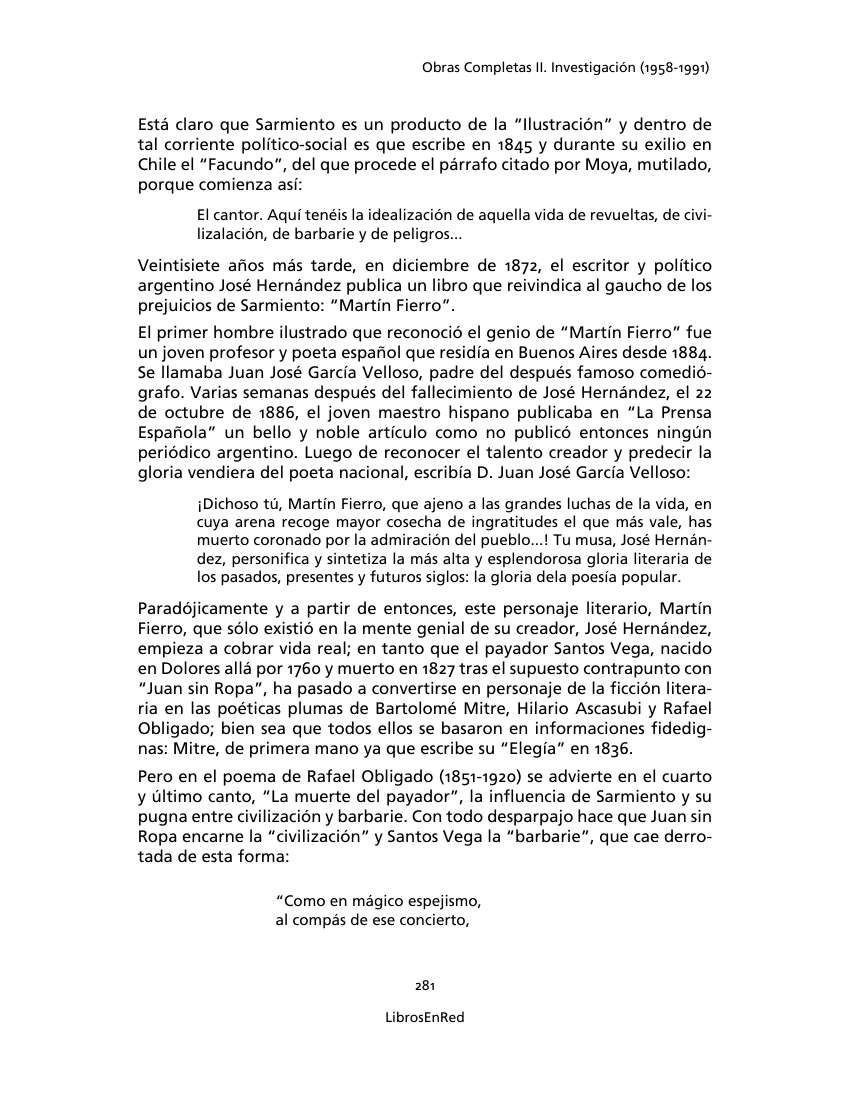 Obras Completas II. Investigación (1958-1991)
Está claro que Sarmiento es un producto de la “Ilustración” y dentro de
tal corriente político-social es que escribe en 1845 y durante su exilio en
Chile el “Facundo”, del que procede el párrafo citado por Moya, mutilado,
porque comienza así:
El cantor. Aquí tenéis la idealización de aquella vida de revueltas, de civi-
lizalación, de barbarie y de peligros...
Veintisiete años más tarde, en diciembre de 1872, el escritor y político
argentino José Hernández publica un libro que reivindica al gaucho de los
prejuicios de Sarmiento: “Martín Fierro”.
El primer hombre ilustrado que reconoció el genio de “Martín Fierro” fue
un joven profesor y poeta español que residía en Buenos Aires desde 1884.
Se llamaba Juan José García Velloso, padre del después famoso comedió-
grafo. Varias semanas después del fallecimiento de José Hernández, el 22
de octubre de 1886, el joven maestro hispano publicaba en “La Prensa
Española” un bello y noble artículo como no publicó entonces ningún
periódico argentino. Luego de reconocer el talento creador y predecir la
gloria vendiera del poeta nacional, escribía D. Juan José García Velloso:
¡Dichoso tú, Martín Fierro, que ajeno a las grandes luchas de la vida, en
cuya arena recoge mayor cosecha de ingratitudes el que más vale, has
muerto coronado por la admiración del pueblo...! Tu musa, José Hernán-
dez, personifica y sintetiza la más alta y esplendorosa gloria literaria de
los pasados, presentes y futuros siglos: la gloria dela poesía popular.
Paradójicamente y a partir de entonces, este personaje literario, Martín
Fierro, que sólo existió en la mente genial de su creador, José Hernández,
empieza a cobrar vida real; en tanto que el payador Santos Vega, nacido
en Dolores allá por 1760 y muerto en 1827 tras el supuesto contrapunto con
“Juan sin Ropa”, ha pasado a convertirse en personaje de la ficción litera-
ria en las poéticas plumas de Bartolomé Mitre, Hilario Ascasubi y Rafael
Obligado; bien sea que todos ellos se basaron en informaciones fidedig-
nas: Mitre, de primera mano ya que escribe su “Elegía” en 1836.
Pero en el poema de Rafael Obligado (1851-1920) se advierte en el cuarto
y último canto, “La muerte del payador”, la influencia de Sarmiento y su
pugna entre civilización y barbarie. Con todo desparpajo hace que Juan sin
Ropa encarne la “civilización” y Santos Vega la “barbarie”, que cae derro-
tada de esta forma:
“Como en mágico espejismo,
al compás de ese concierto,
281
LibrosEnRed